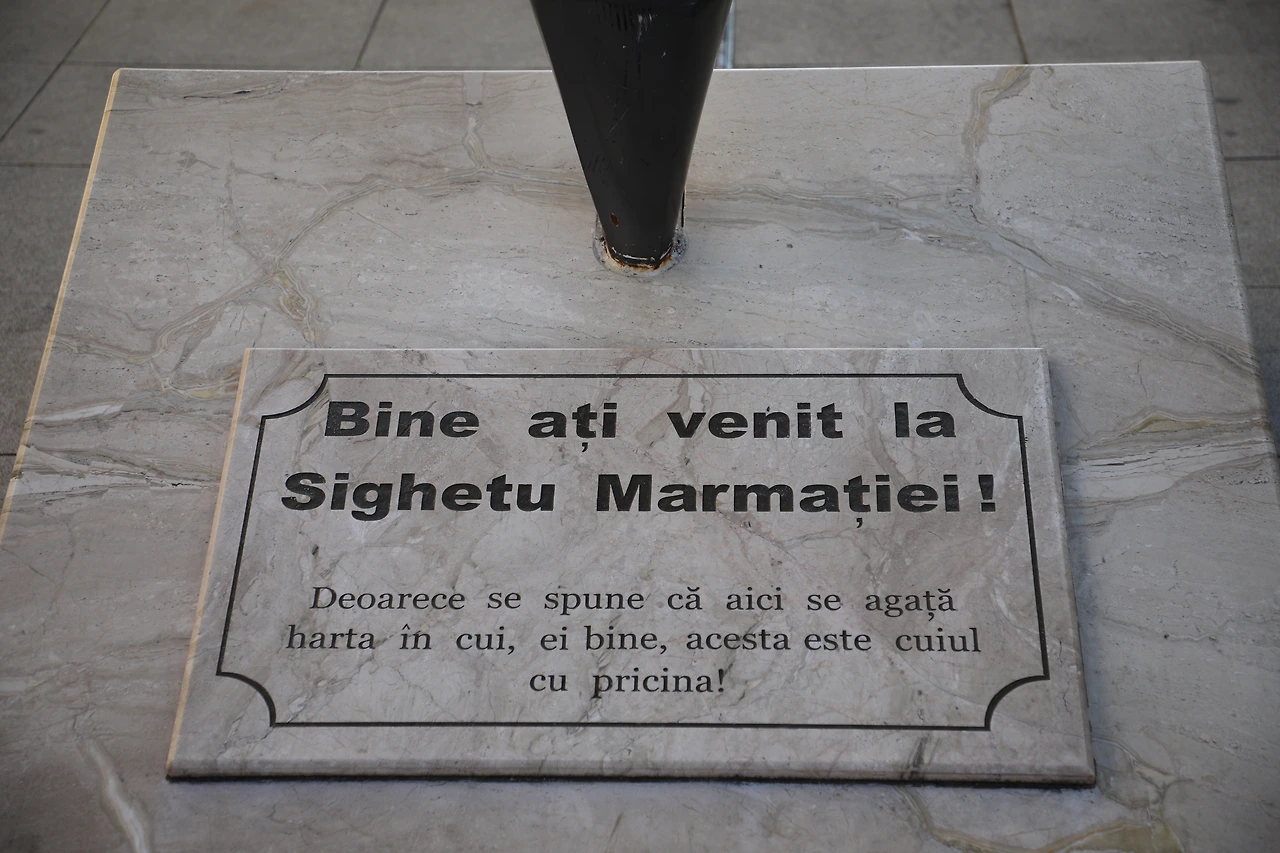 Bine ați venit la
Sighetu Marmației!
Deoarece se spune că aici se agață
harta în cui, ei bine, acesta este cuiul
cu pricina!